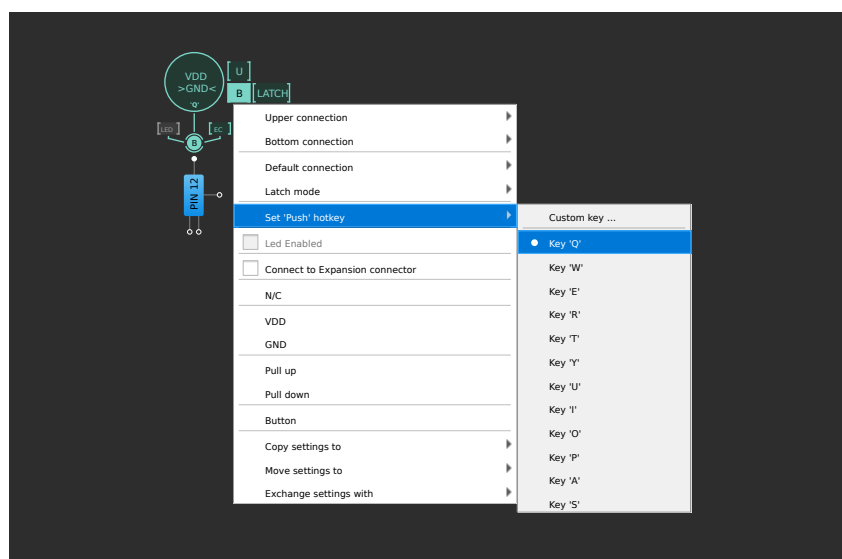 VDD
>GND<
'Q'
[ U ]
B [LATCH]
[LED]
[EC]
B
PIN 12
Upper connection
Bottom connection
Default connection
Latch mode
Set 'Push' hotkey
Led Enabled
Connect to Expansion connector
N/C
VDD
GND
Pull up
Pull down
Button
Copy settings to
Move settings to
Exchange settings with
Custom key ...
Key 'Q'
Key 'W'
Key 'E'
Key 'R'
Key 'T'
Key 'Y'
Key 'U'
Key 'I'
Key 'O'
Key 'P'
Key 'A'
Key 'S'